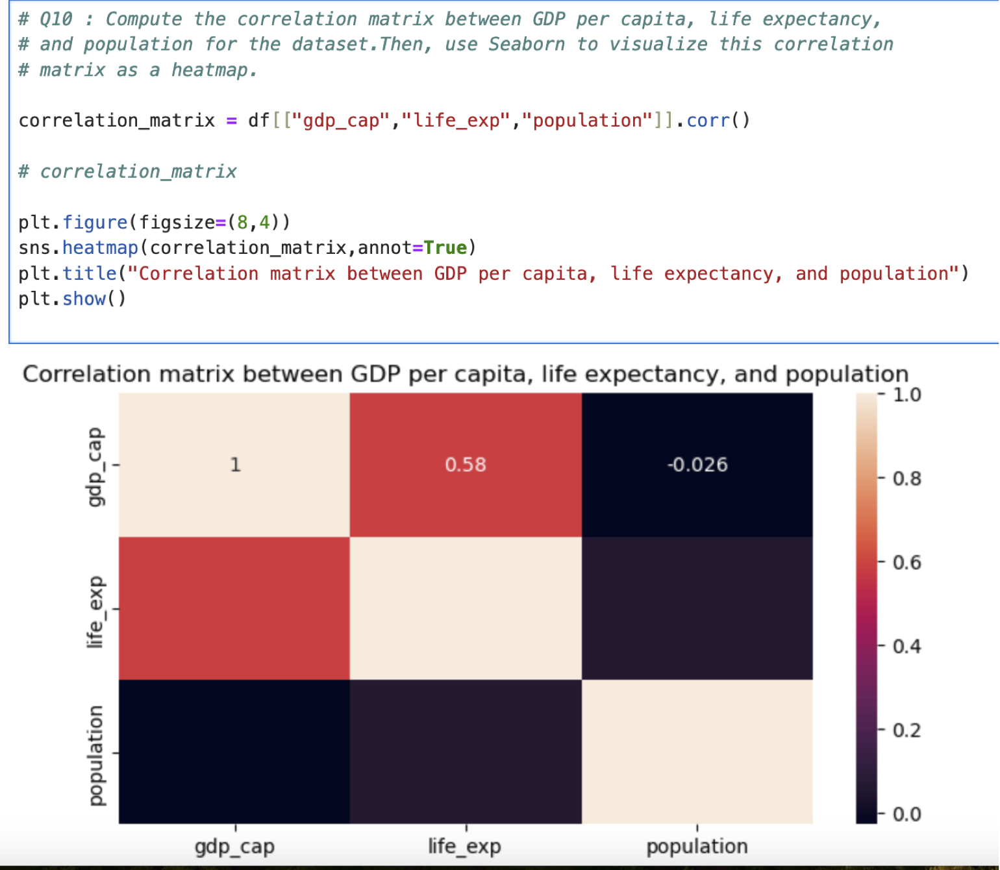 # Q10 : Compute the correlation matrix between GDP per capita, life expectancy,
# and population for the dataset.Then, use Seaborn to visualize this correlation
# matrix as a heatmap.
correlation_matrix = df[["gdp_cap","life_exp","population"]].corr()
# correlation_matrix
plt.figure(figsize=(8,4))
sns.heatmap(correlation_matrix,annot=True)
plt.title("Correlation matrix between GDP per capita, life expectancy, and population")
plt.show()
Correlation matrix between GDP per capita, life expectancy, and population
gdp_cap
1
0.58
-0.026
life_exp
population
gdp_cap
life_exp
population
1.0
0.8
0.6
0.4
0.2
0.0